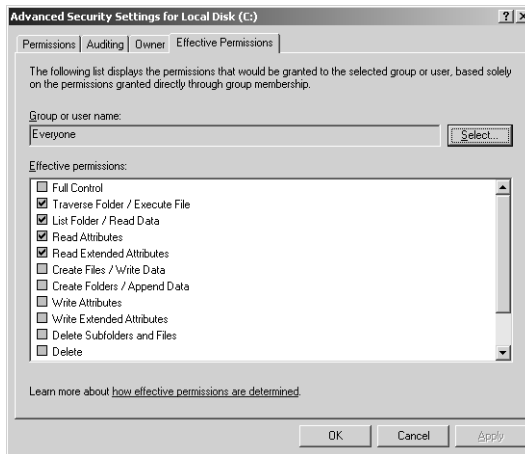 Advanced Security Settings for Local Disk (C:)
Permissions Auditing Owner Effective Permissions
The following list displays the permissions that would be granted to the selected group or user, based solely
on the permissions granted directly through group membership.
Group or user name:
Everyone
Select...
Effective permissions:
Full Control
Traverse Folder / Execute File
List Folder / Read Data
Read Attributes
Read Extended Attributes
Create Files / Write Data
Create Folders / Append Data
Write Attributes
Write Extended Attributes
Delete Subfolders and Files
Delete
Learn more about how effective permissions are determined.
OK Cancel Apply